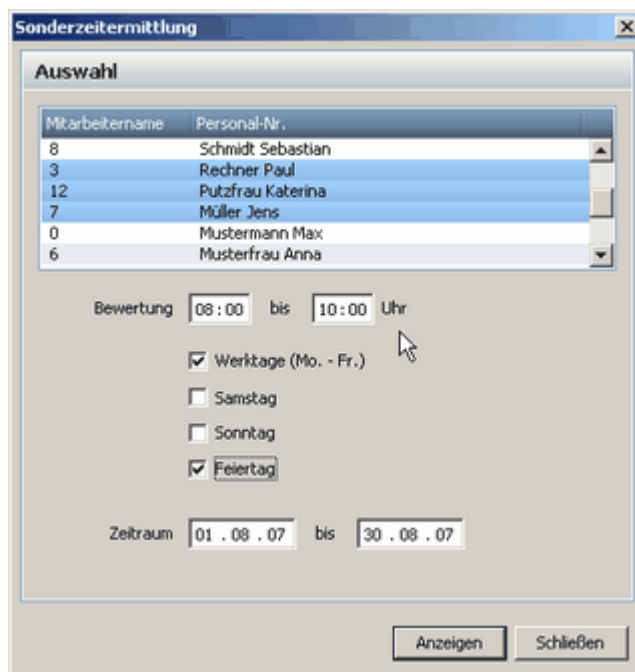 Sonderzeitermittlung
Auswahl
Mitarbeitername Personal-Nr.
8 Schmidt Sebastian
3 Rechner Paul
12 Putzfrau Katerina
7 Müller Jens
0 Mustermann Max
6 Musterfrau Anna
Bewertung 08:00 bis 10:00 Uhr
Werktage (Mo. - Fr.)
Samstag
Sonntag
Feiertag
Zeitraum 01 . 08 . 07 bis 30 . 08 . 07
Anzeigen Schließen